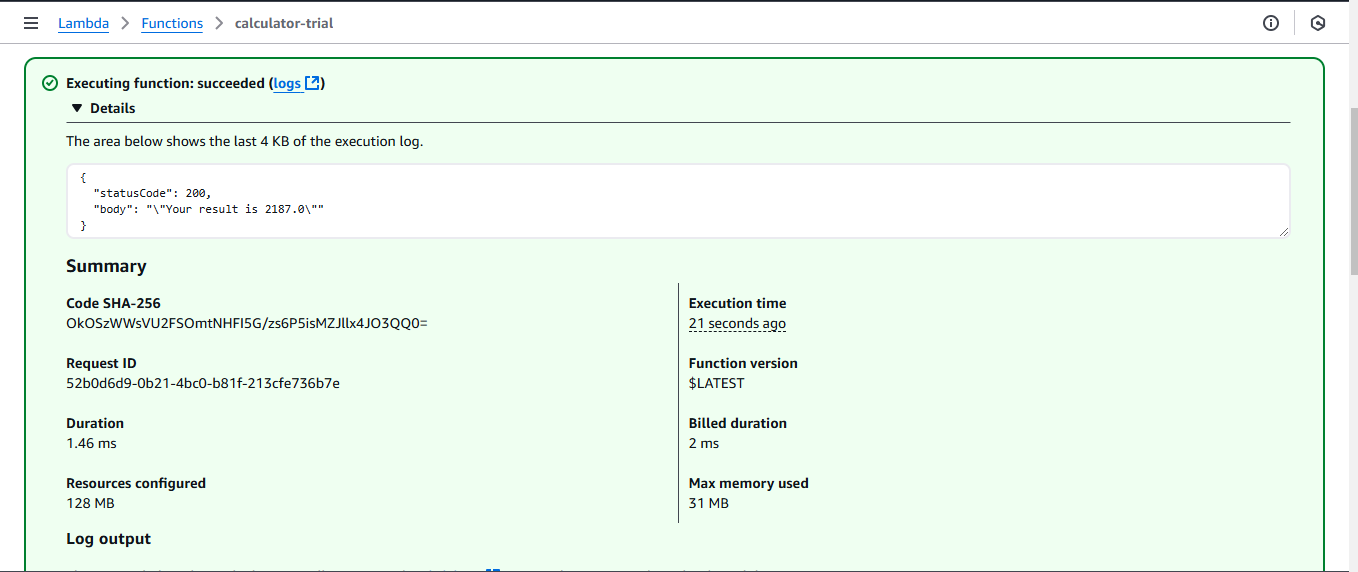 Lambda > Functions > calculator-trial
Executing function: succeeded (logs)
Details
The area below shows the last 4 KB of the execution log.
{
"statusCode": 200,
"body": "\"Your result is 2187.0\""
}
Summary
Code SHA-256
OkOSzWWsVU2FSOmtNHFI5G/zs6P5isMZJllx4JO3QQ0=
Execution time
21 seconds ago
Request ID
52b0d6d9-0b21-4bc0-b81f-213cfe736b7e
Function version
$LATEST
Duration
1.46 ms
Billed duration
2 ms
Resources configured
128 MB
Max memory used
31 MB
Log output